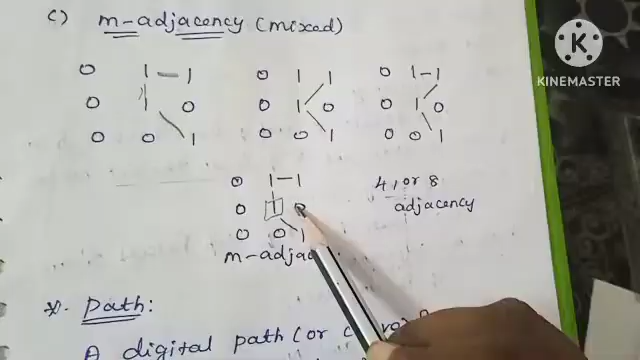 c) m-adjacency (mixed)
KINEMASTER
0 1 1 0 1 1 0 1 1
0 1 0 0 1 0 0 1 0
0 0 1 0 0 1 0 0 1
0 1 1 4 or 8
0 1 0 adjacency
0 0 1
*. Path:
A digital path (or